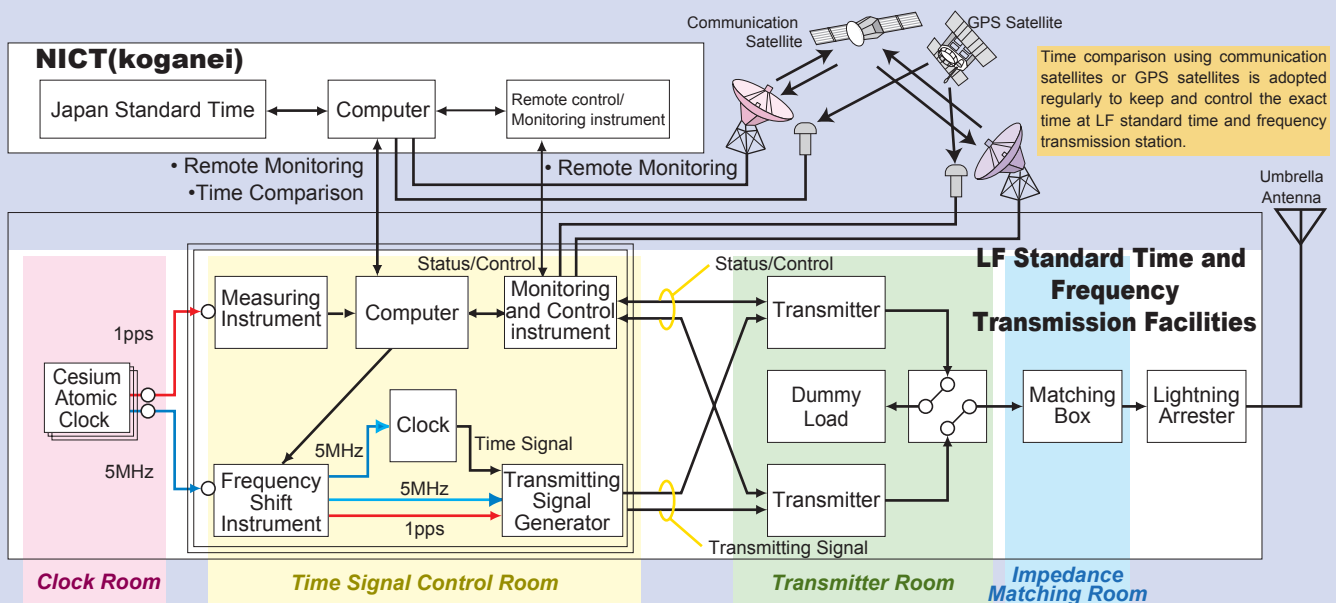 Communication
Satellite
GPS Satellite
NICT(koganei)
Japan Standard Time
Computer
Remote control/
Monitoring instrument
Time comparison using communication
satellites or GPS satellites is adopted
regularly to keep and control the exact
time at LF standard time and frequency
transmission station.
• Remote Monitoring
•Time Comparison
• Remote Monitoring
Umbrella
Antenna
LF Standard Time and
Frequency
Transmission Facilities
Status/Control
Status/Control
Measuring
Instrument
Computer
Monitoring
and Control
instrument
Transmitter
1pps
Cesium
Atomic
Clock
5MHz
Clock
Time Signal
5MHz
Frequency
Shift
Instrument
5MHz
1pps
Transmitting
Signal
Generator
Dummy
Load
Matching
Box
Lightning
Arrester
Transmitter
Transmitting Signal
Clock Room
Time Signal Control Room
Transmitter Room
Impedance
Matching Room